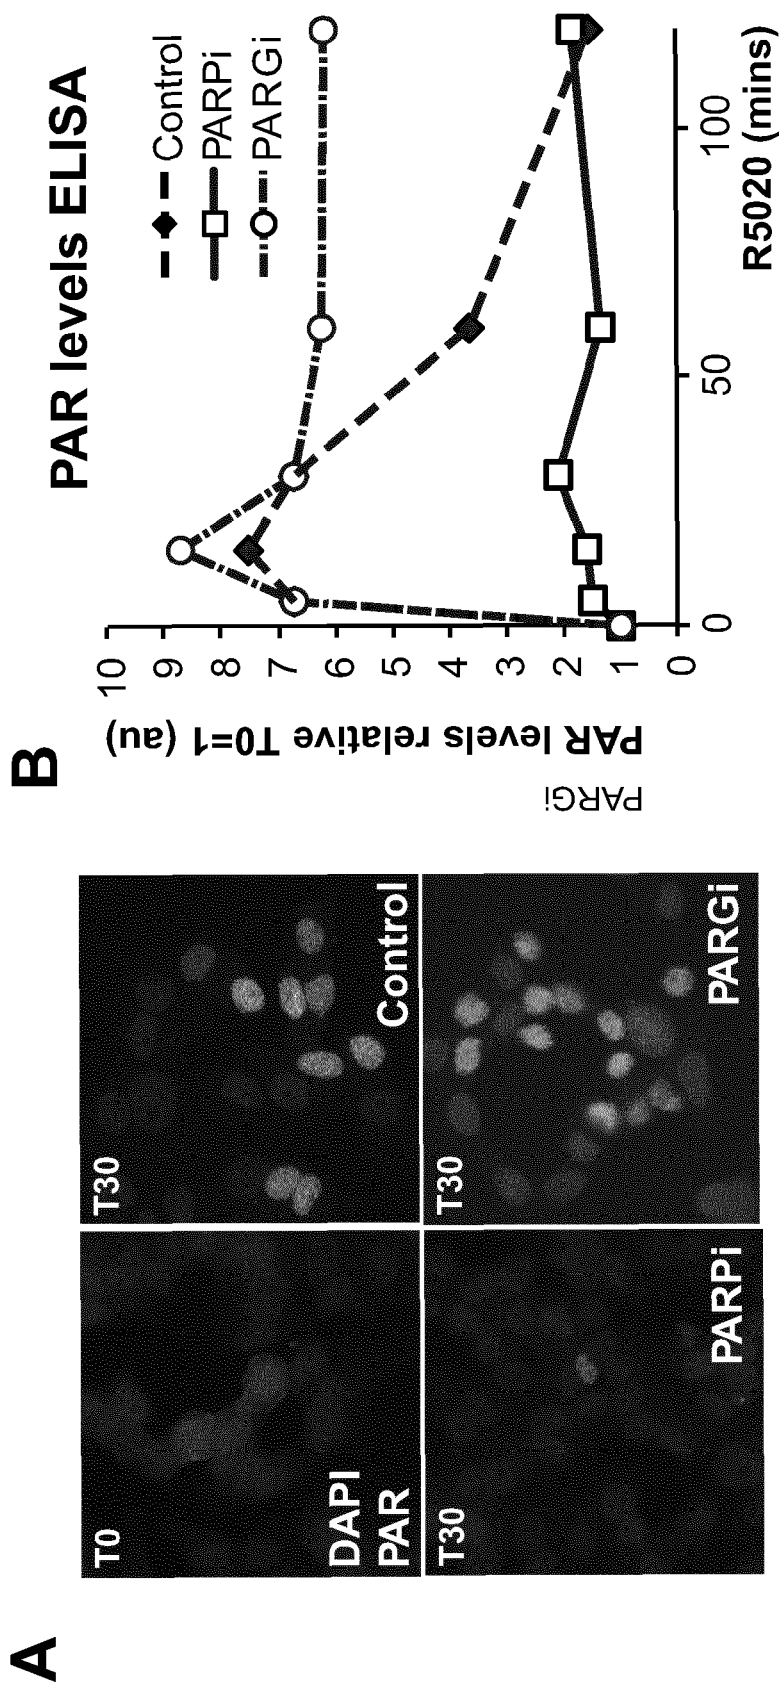 A
T0
DAPI
PAR
T30
Control
T30
PARPi
T30
PARGi
B
PAR levels ELISA
Control
PARPi
PARGi
PAR levels relative T0=1 (au)
10
9
8
7
6
5
4
3
2
1
0
0
50
100
R5020 (mins)
PARGi